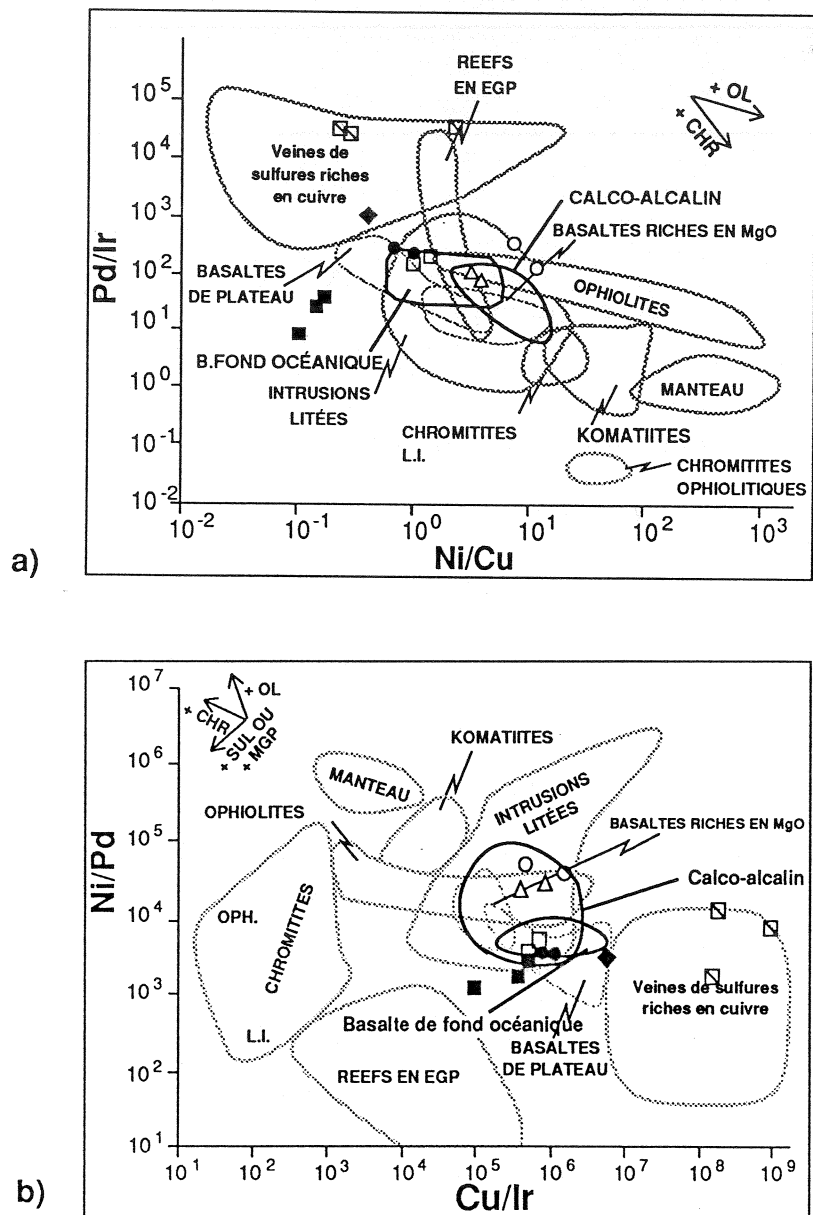 REEFS
EN EGP
+ OL
+ CHR
Veines de
sulfures riches
en cuivre
CALCO-ALCALIN
BASALTES RICHES EN MgO
BASALTES
DE PLATEAU
OPHIOLITES
B.FOND OCÉANIQUE
INTRUSIONS
LITÉES
MANTEAU
CHROMITITES
L.I.
KOMATIITES
CHROMITITES
OPHIOLITIQUES
10^5
10^4
10^3
10^2
10^1
10^0
10^-1
10^-2
Pd/Ir
10^-2
10^-1
10^0
10^1
10^2
10^3
Ni/Cu
a)
+ OL
+ CHR
+ SUL OU
+ MGP
KOMATIITES
MANTEAU
INTRUSIONS
LITÉES
OPHIOLITES
BASALTES RICHES EN MgO
Calco-alcalin
OPH.
CHROMITITES
L.I.
Veines de sulfures
riches en cuivre
Basalte de fond océanique
BASALTES
DE PLATEAU
REEFS EN EGP
10^7
10^6
10^5
10^4
10^3
10^2
10^1
Ni/Pd
10^1
10^2
10^3
10^4
10^5
10^6
10^7
10^8
10^9
Cu/Ir
b)